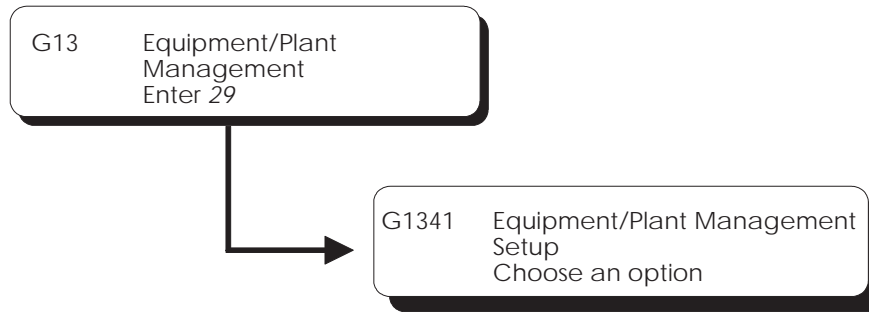 G13 Equipment/Plant
Management
Enter 29
G1341 Equipment/Plant Management
Setup
Choose an option